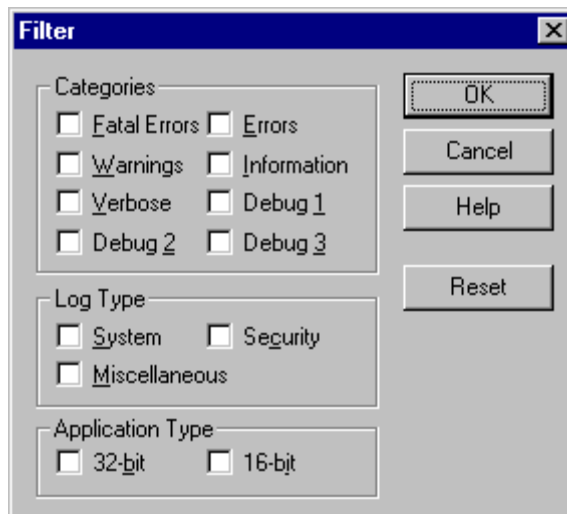 Filter
Categories
OK
Fatal Errors Errors
Cancel
Warnings Information
Verbose Debug 1
Help
Debug 2 Debug 3
Reset
Log Type
System Security
Miscellaneous
Application Type
32-bit 16-bit